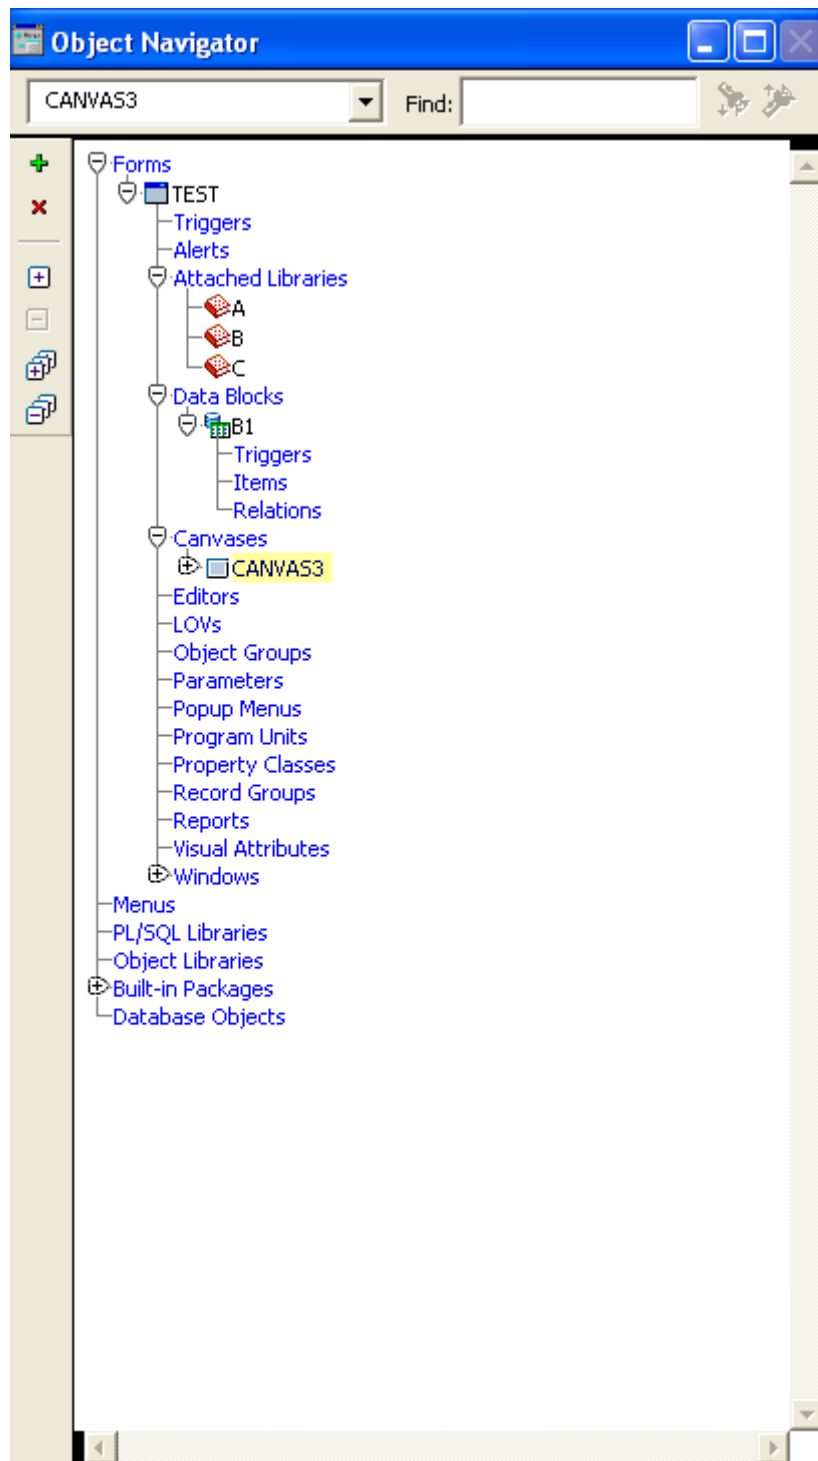 Object Navigator
CANVAS3 Find:
Forms
TEST
Triggers
Alerts
Attached Libraries
A
B
C
Data Blocks
B1
Triggers
Items
Relations
Canvases
CANVAS3
Editors
LOVs
Object Groups
Parameters
Popup Menus
Program Units
Property Classes
Record Groups
Reports
Visual Attributes
Windows
Menus
PL/SQL Libraries
Object Libraries
Built-in Packages
Database Objects